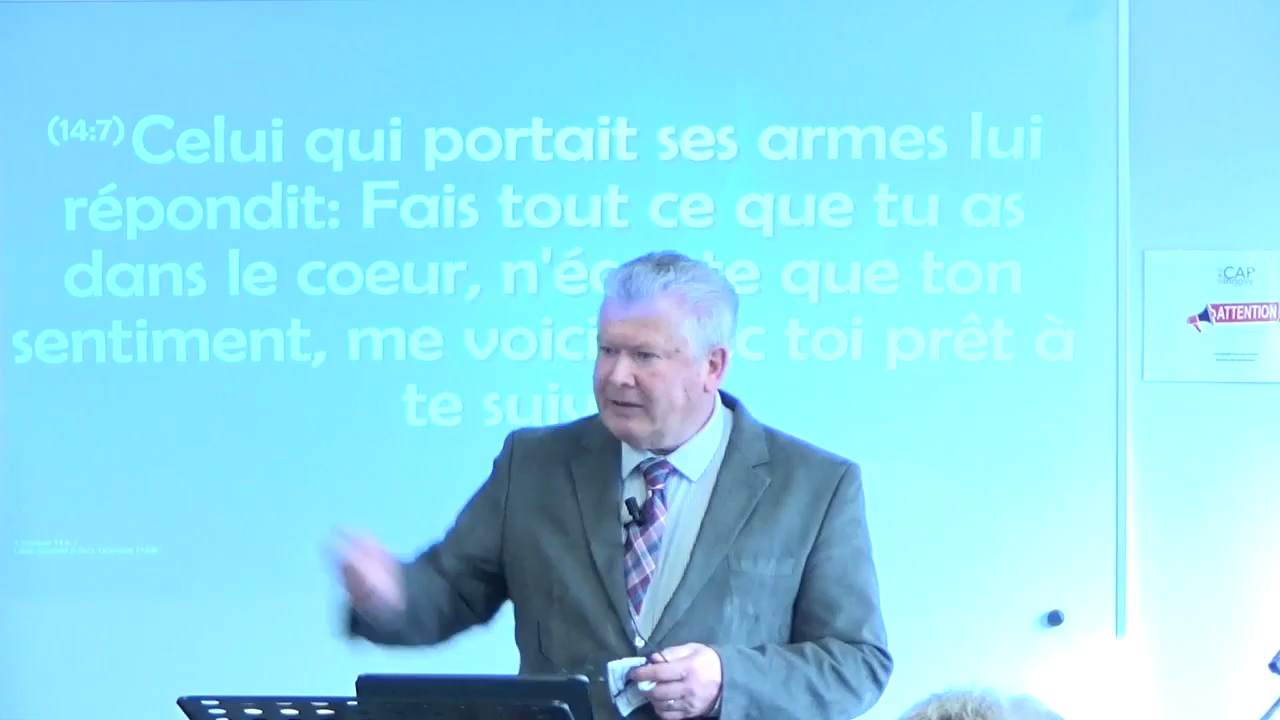 (14:7) Celui qui portait ses armes lui
répondit: Fais tout ce que tu as
dans le coeur, que ton
sentiment, me toi prêt à
te
CAP
ATTENTION